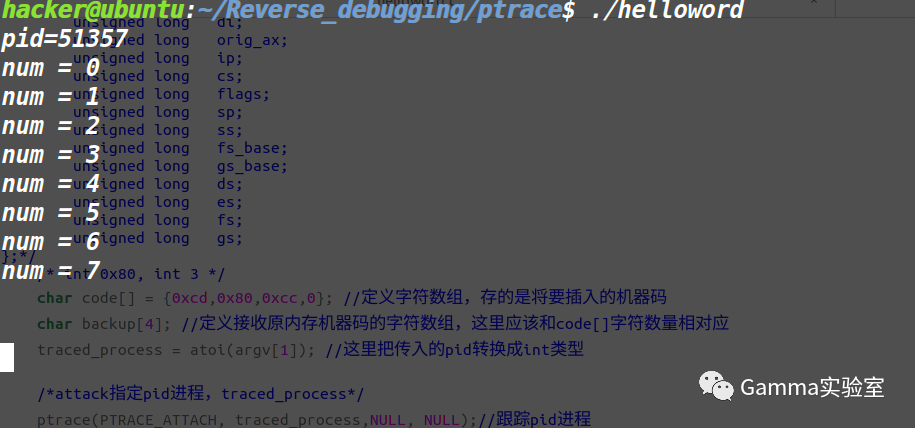 hacker@ubuntu:~/Reverse_debugging/ptrace$ ./helloword
unsigned long di;
pid=51357
unsigned long orig_ax;
unsigned long ip;
num = 0
unsigned long cs;
num = 1
unsigned long flags;
unsigned long sp;
num = 2
unsigned long ss;
num = 3
unsigned long fs_base;
unsigned long gs_base;
num = 4
unsigned long ds;
unsigned long es;
num = 5
unsigned long fs;
num = 6
unsigned long gs;
};*/
num = 7
/* int 0x80, int 3 */
char code[] = {0xcd,0x80,0xcc,0}; //定义字符数组，存的是将要插入的机器码
char backup[4]; //定义接收原内存机器码的字符数组，这里应该和code[]字符数量相对应
traced_process = atoi(argv[1]); //这里把传入的pid转换成int类型
/*attack指定pid进程，traced_process*/
ptrace(PTRACE_ATTACH, traced_process,NULL, NULL);//跟踪pid进程
Gamma实验室